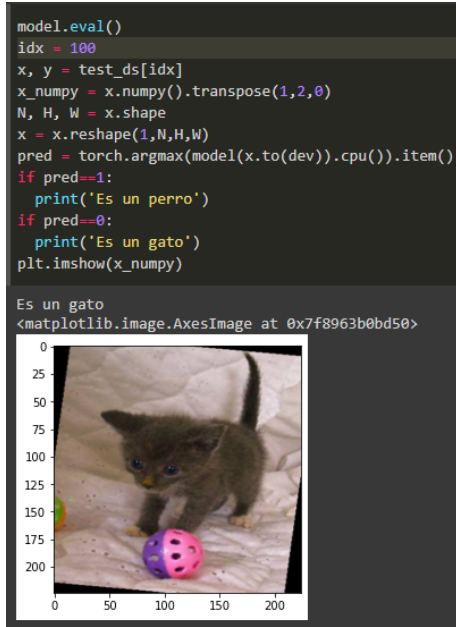 model.eval()
idx = 100
x, y = test_ds[idx]
x_numpy = x.numpy().transpose(1,2,0)
N, H, W = x.shape
x = x.reshape(1,N,H,W)
pred = torch.argmax(model(x.to(dev)).cpu()).item()
if pred==1:
  print('Es un perro')
if pred==0:
  print('Es un gato')
plt.imshow(x_numpy)
Es un gato
<matplotlib.image.AxesImage at 0x7f8963b0bd50>
0
25
50
75
100
125
150
175
200
0 50 100 150 200